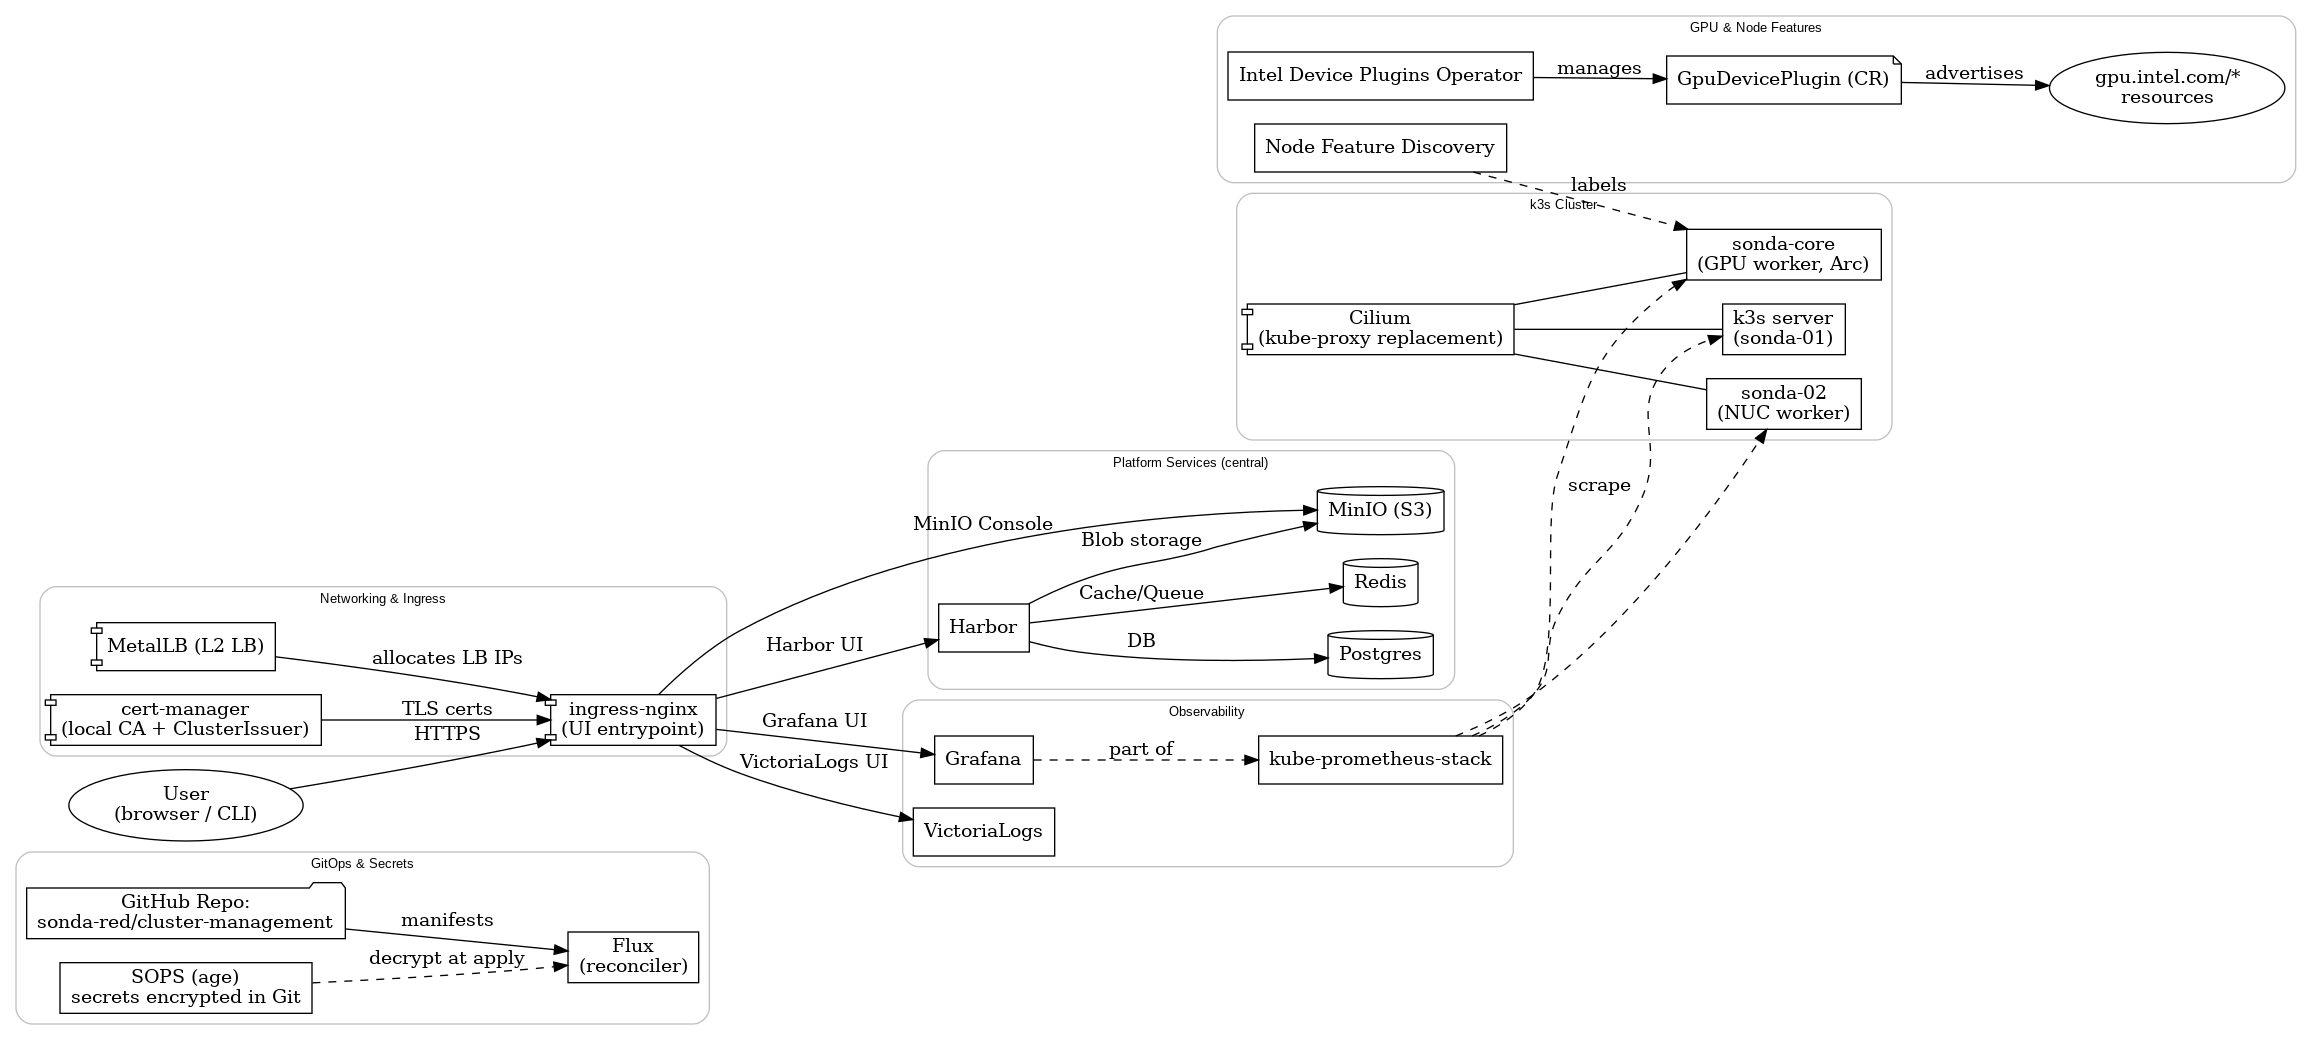 GPU & Node Features
Intel Device Plugins Operator
manages
GpuDevicePlugin (CR)
advertises
gpu.intel.com/*
resources
Node Feature Discovery
labels
k3s Cluster
sonda-core
(GPU worker, Arc)
Cilium
(kube-proxy replacement)
k3s server
(sonda-01)
sonda-02
(NUC worker)
Platform Services (central)
MinIO (S3)
MinIO Console
Blob storage
Redis
Cache/Queue
Harbor
DB
Postgres
scrape
Networking & Ingress
MetalLB (L2 LB)
allocates LB IPs
Harbor UI
cert-manager
(local CA + ClusterIssuer)
TLS certs
HTTPS
ingress-nginx
(UI entrypoint)
Grafana UI
VictoriaLogs UI
Observability
Grafana
part of
kube-prometheus-stack
VictoriaLogs
User
(browser / CLI)
GitOps & Secrets
GitHub Repo:
sonda-red/cluster-management
manifests
Flux
(reconciler)
decrypt at apply
SOPS (age)
secrets encrypted in Git